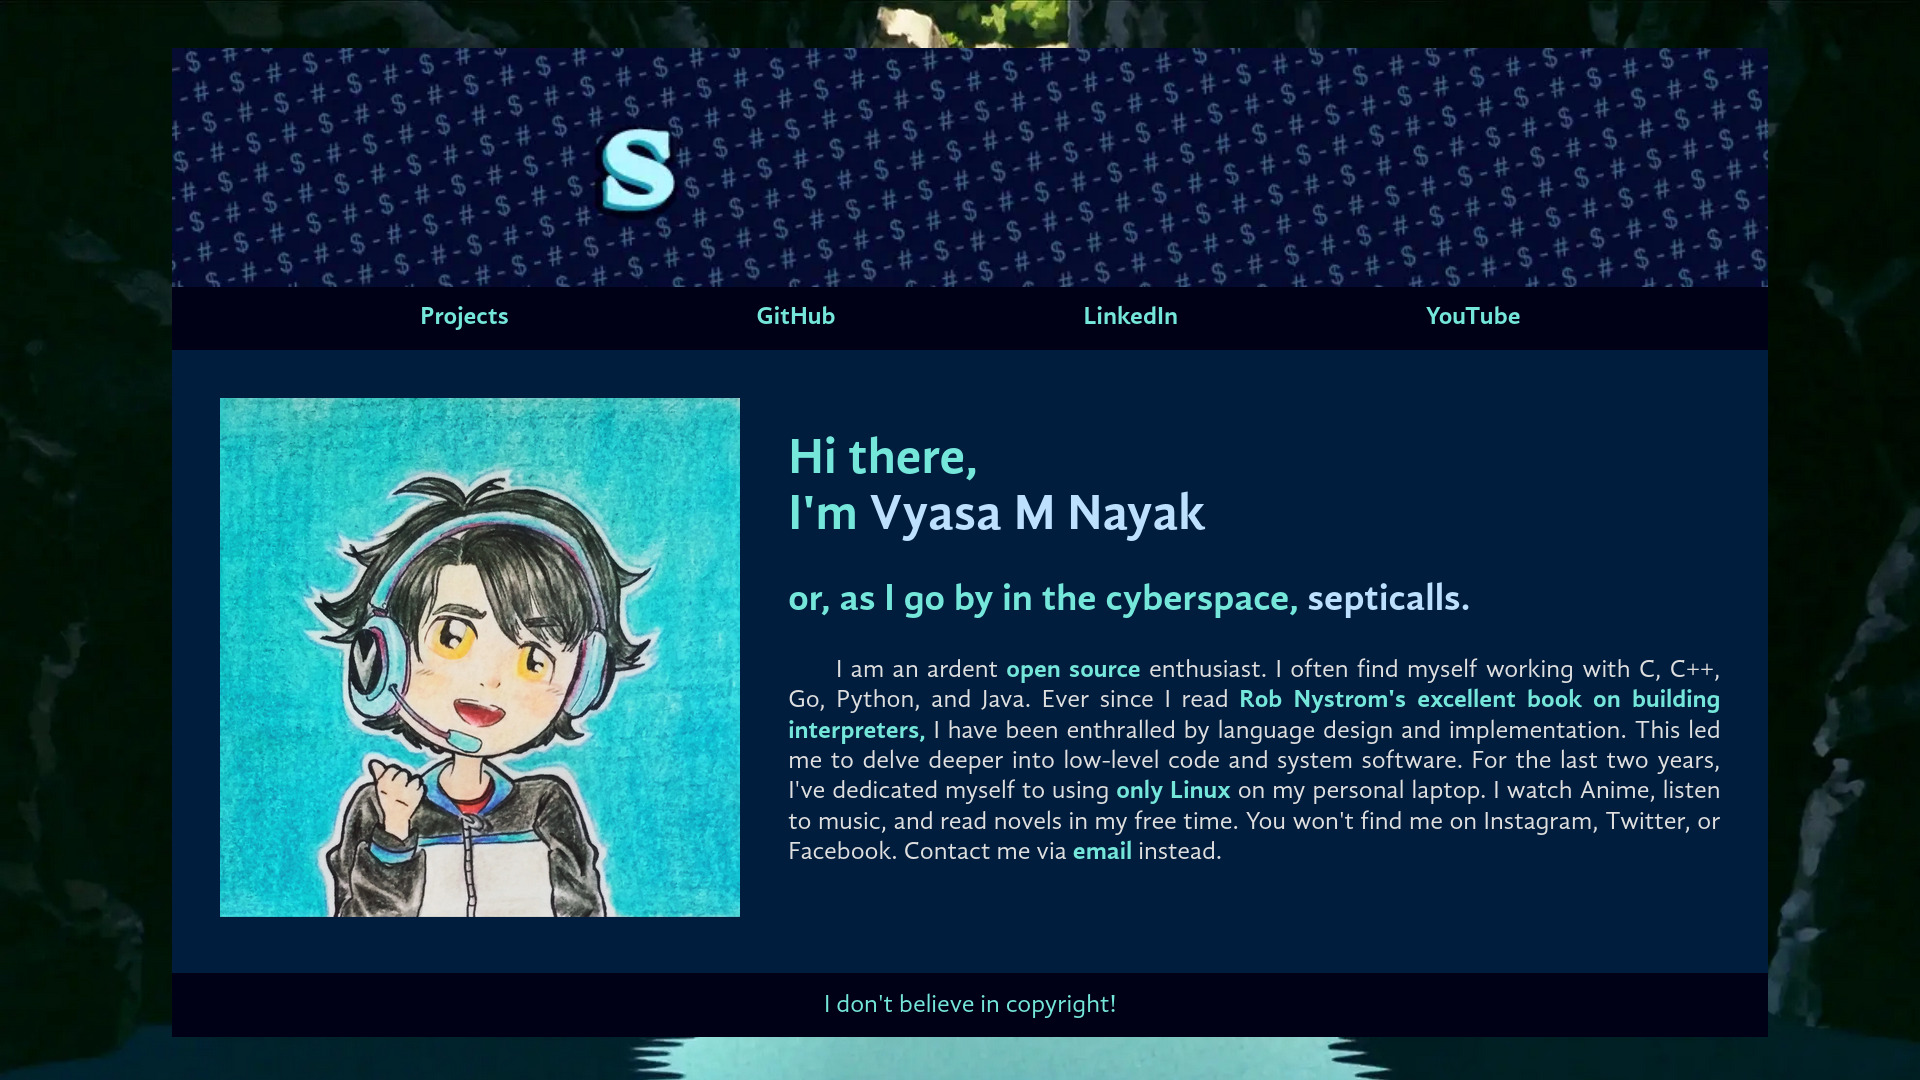 S
Projects GitHub LinkedIn YouTube
Hi there,
I'm Vyasa M Nayak
or, as I go by in the cyberspace, septicalls.
I am an ardent open source enthusiast. I often find myself working with C, C++,
Go, Python, and Java. Ever since I read Rob Nystrom's excellent book on building
interpreters, I have been enthralled by language design and implementation. This led
me to delve deeper into low-level code and system software. For the last two years,
I've dedicated myself to using only Linux on my personal laptop. I watch Anime, listen
to music, and read novels in my free time. You won't find me on Instagram, Twitter, or
Facebook. Contact me via email instead.
I don't believe in copyright!